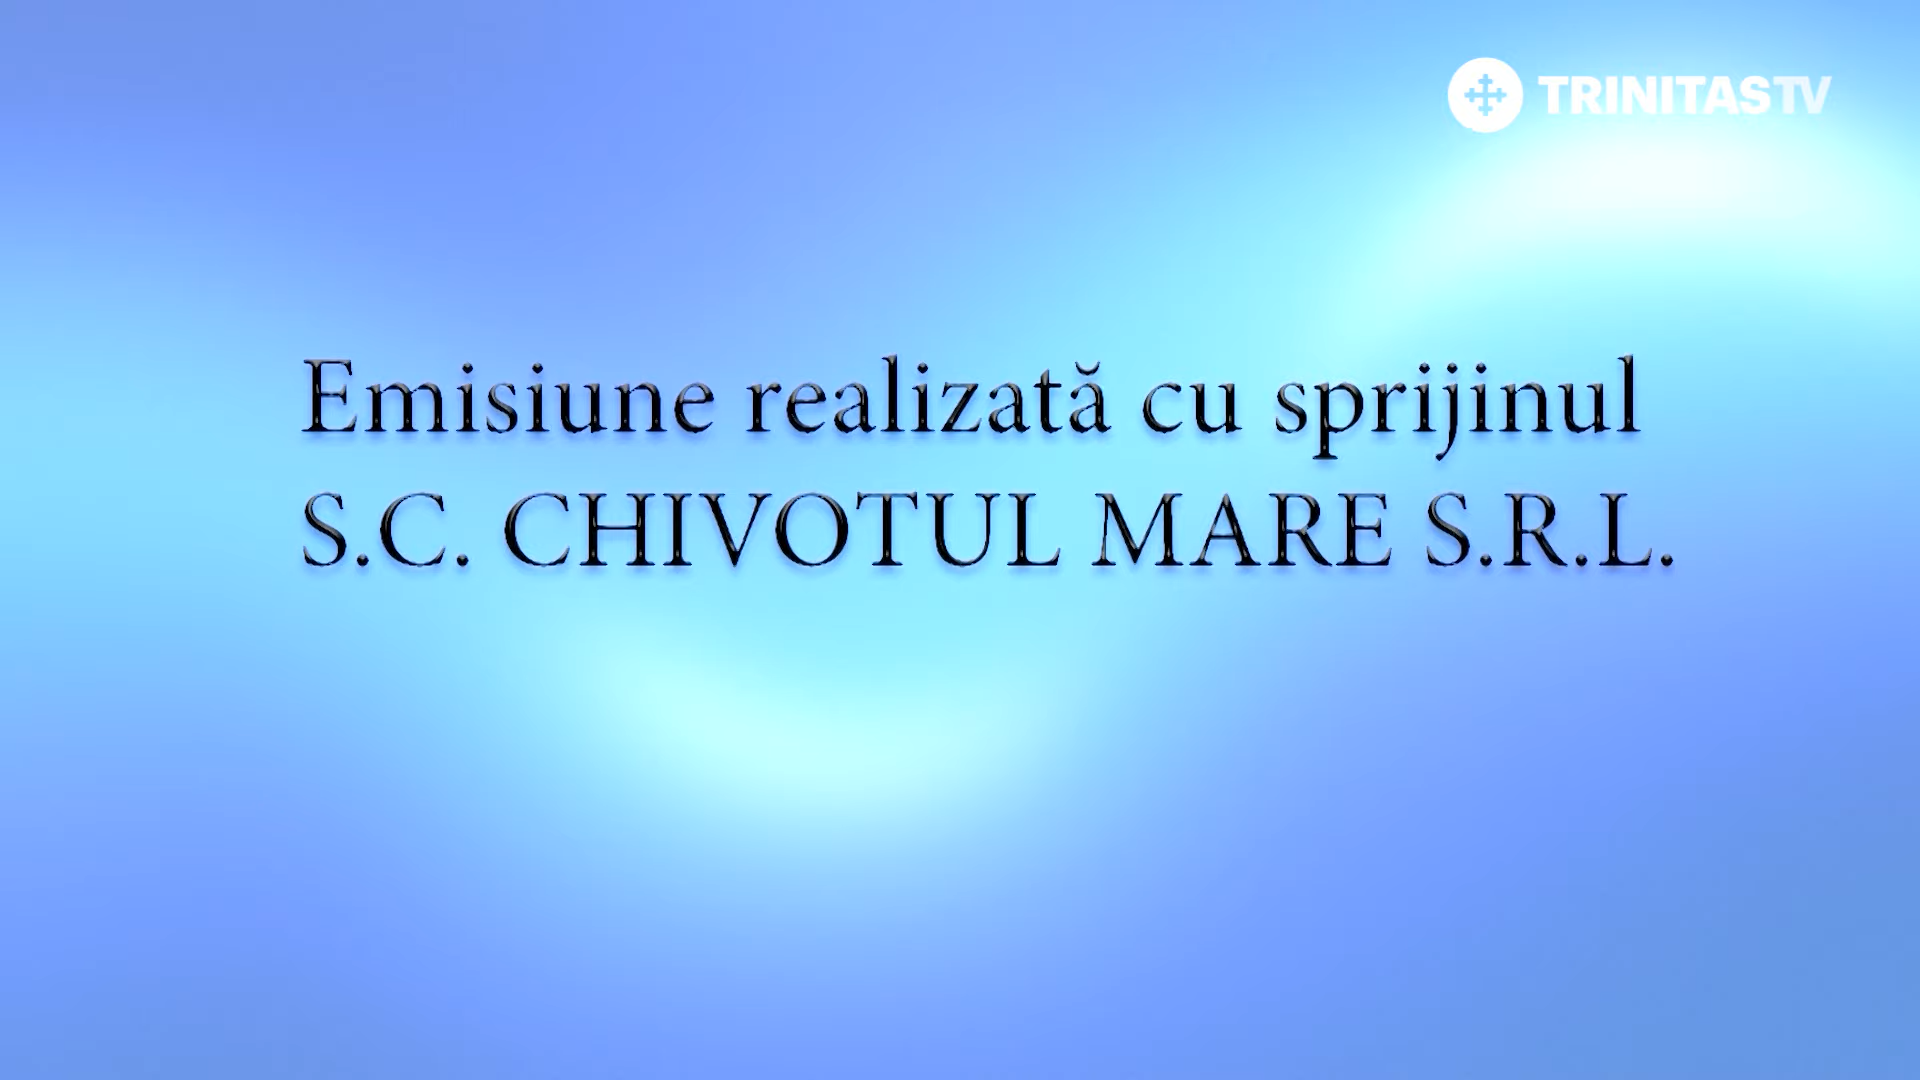 TRINITASTV
Emisiune realizată cu sprijinul
S.C. CHIVOTUL MARE S.R.L.